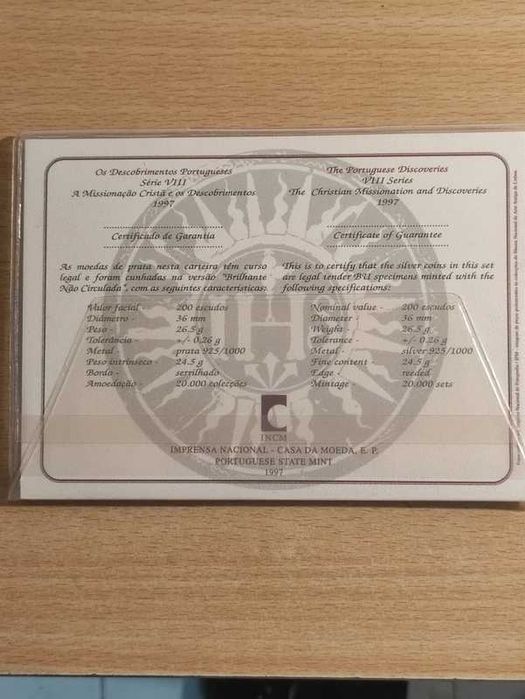 Os Descobrimentos Portugueses
Série VIII
A Missionação Cristã e os Descobrimentos
1997
Certificado de Garantia
As moedas de prata nesta carteira têm curso
legal e foram cunhadas na versão "Brilhante
Não Circulada", com as seguintes características:
Valor facial - 200 escudos
Diâmetro - 36 mm
Peso - 26.5 g
Tolerância - +/- 0,26 g
Metal - prata 925/1000
Peso intrínseco - 24.5 g
Bordo - serrilhado
Amoedação - 20.000 colecções
The Portuguese Discoveries
VIII Series
The Christian Missionation and Discoveries
1997
Certificate of Guarantee
This is to certify that the silver coins in this set
are legal tender BU specimens minted with the
following specifications:
Nominal value - 200 escudos
Diameter - 36 mm
Weight - 26.5 g
Tolerance - +/- 0.26 g
Metal - silver 925/1000
Fine content - 24.5 g
Edge - reeded
Mintage - 20.000 sets
INCM
IMPRENSA NACIONAL - CASA DA MOEDA, E. P.
PORTUGUESE STATE MINT
1997